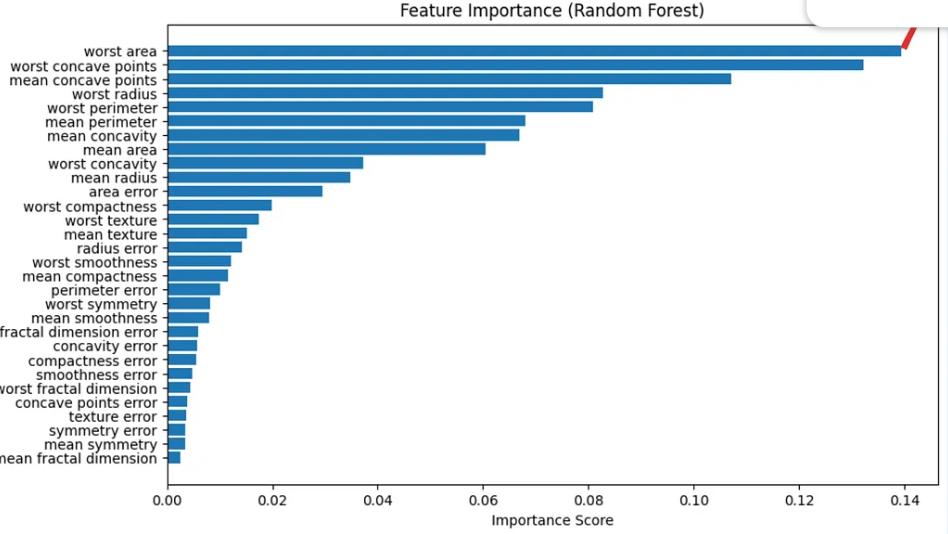 Feature Importance (Random Forest)
worst area
worst concave points
mean concave points
worst radius
worst perimeter
mean perimeter
mean concavity
mean area
worst concavity
mean radius
area error
worst compactness
worst texture
mean texture
radius error
worst smoothness
mean compactness
perimeter error
worst symmetry
mean smoothness
fractal dimension error
concavity error
compactness error
smoothness error
worst fractal dimension
concave points error
texture error
symmetry error
mean symmetry
mean fractal dimension
0.00 0.02 0.04 0.06 0.08 0.10 0.12 0.14
Importance Score